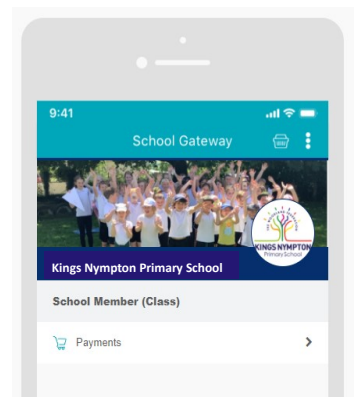 9:41
School Gateway
KINGS NYMPTON
Primary School
Kings Nympton Primary School
School Member (Class)
Payments